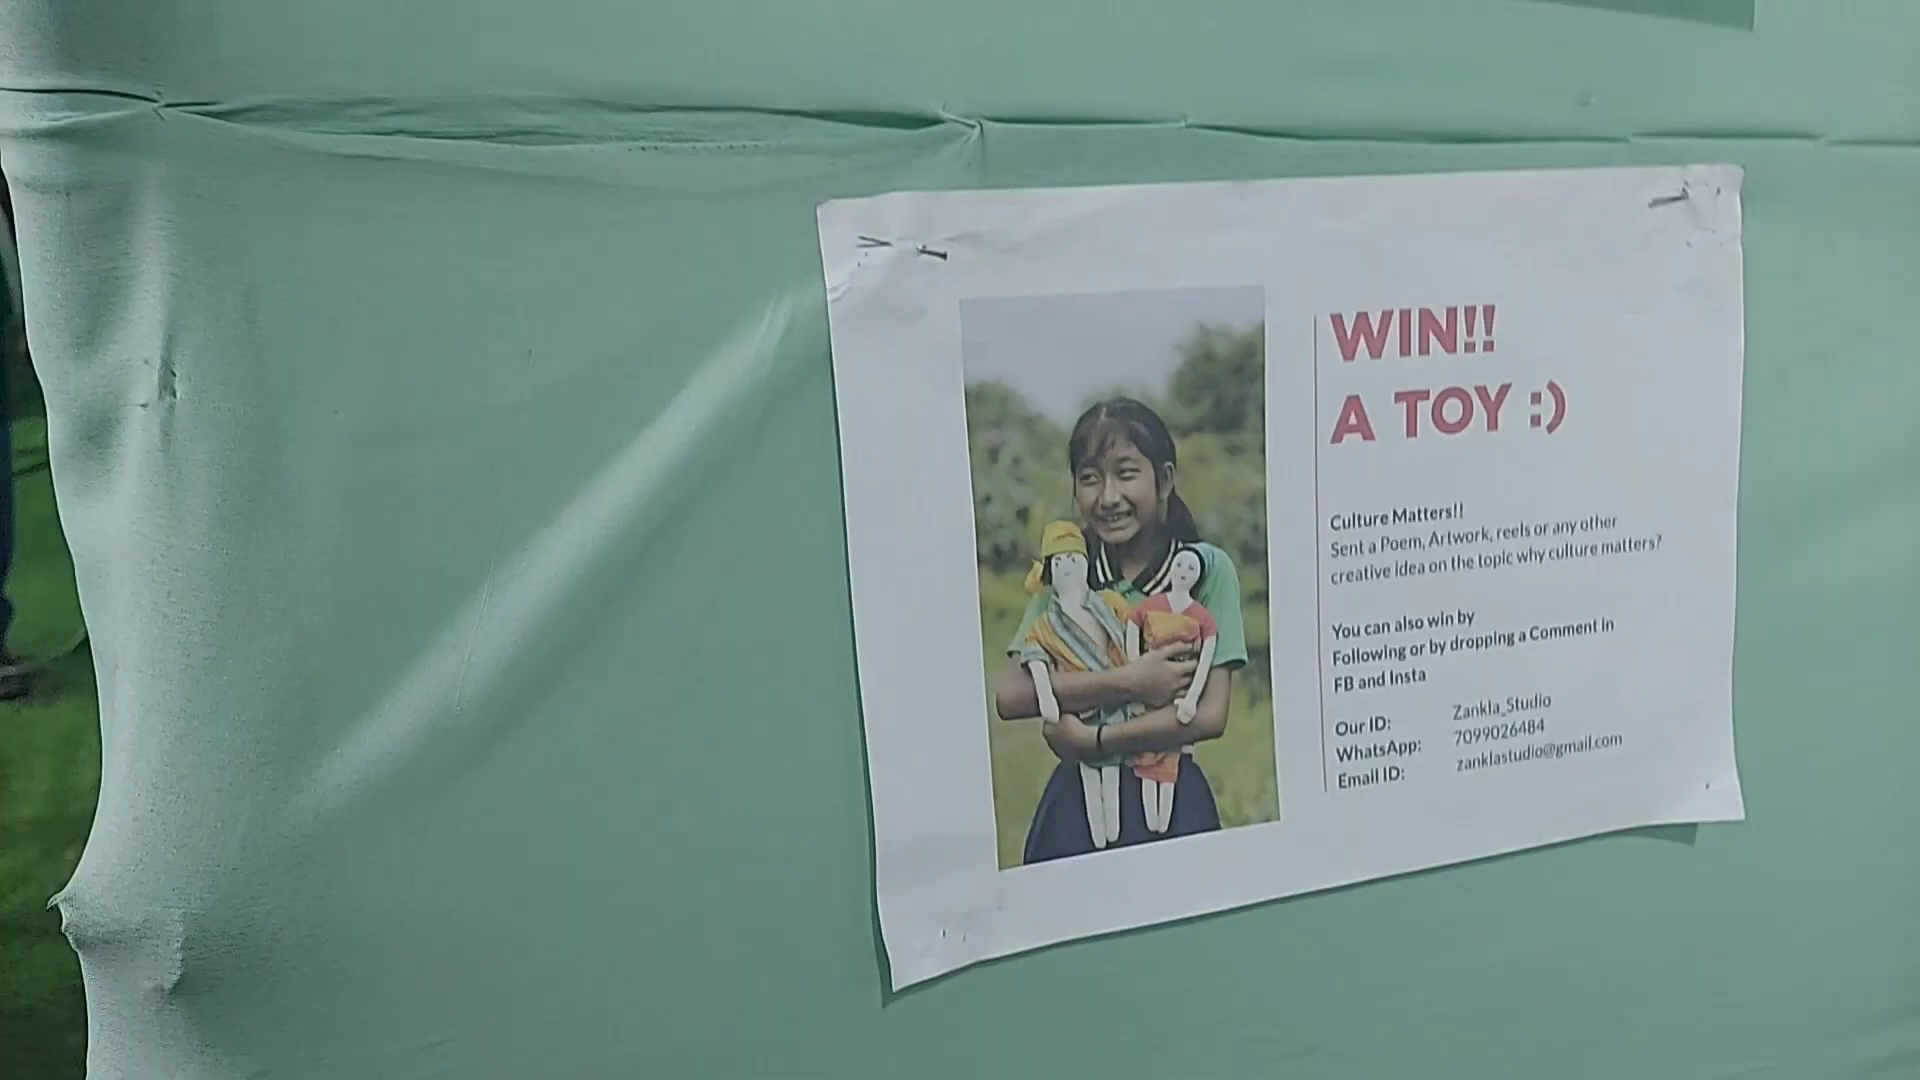 WIN!!
A TOY :)
Culture Matters!!
Sent a Poem, Artwork, reels or any other
creative idea on the topic why culture matters?
You can also win by
Following or by dropping a Comment in
FB and Insta
Our ID: Zankla_Studio
WhatsApp: 7099026484
Email ID: zanklastudio@gmail.com